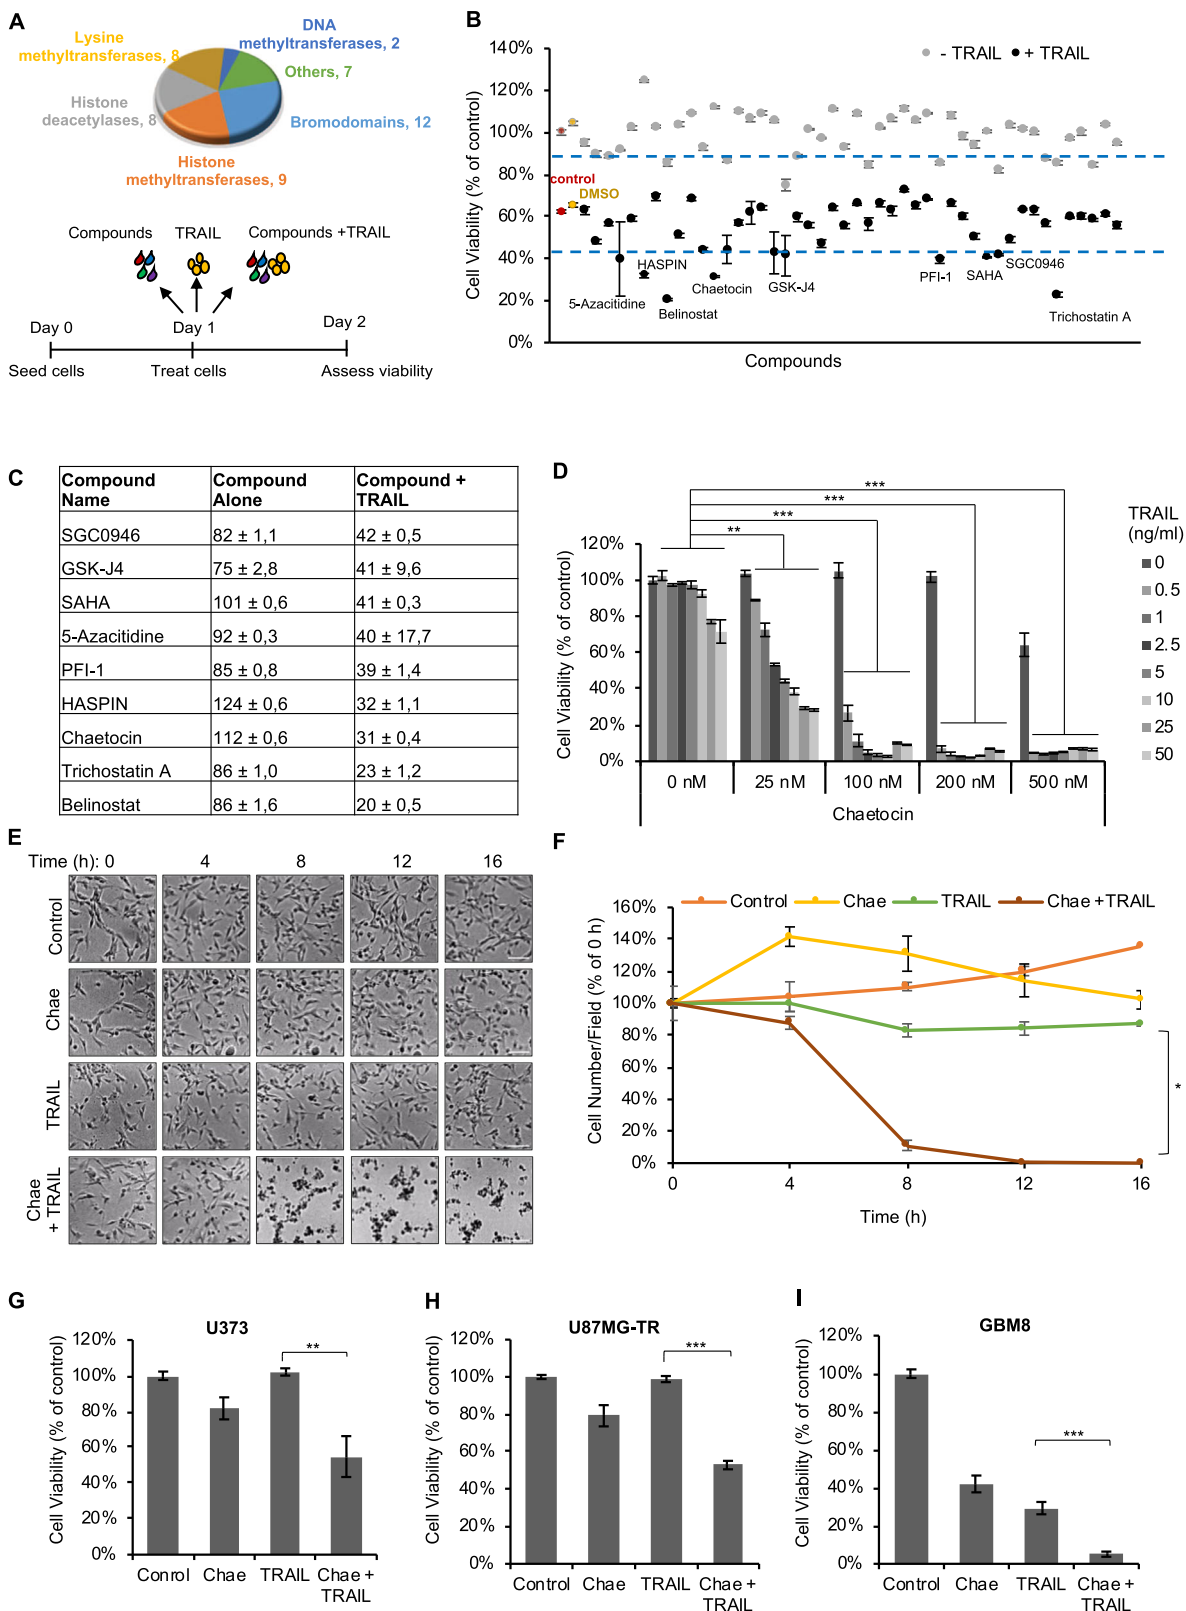 A
DNA
methyltransferases, 2
Lysine
methyltransferases, 8
Others, 7
Histone
deacetylases, 8
Bromodomains, 12
Histone
methyltransferases, 9
Compounds
TRAIL
Compounds +TRAIL
Day 0
Day 1
Day 2
Seed cells
Treat cells
Assess viability
B
- TRAIL
+ TRAIL
Cell Viability (% of control)
140%
120%
100%
80%
60%
40%
20%
0%
control
DMSO
5-Azacitidine
HASPIN
Belinostat
Chaetocin
GSK-J4
PFI-1
SAHA
SGC0946
Trichostatin A
Compounds
C
Compound Name | Compound Alone | Compound + TRAIL
SGC0946 82 ± 1,1 42 ± 0,5
GSK-J4 75 ± 2,8 41 ± 9,6
SAHA 101 ± 0,6 41 ± 0,3
5-Azacitidine 92 ± 0,3 40 ± 17,7
PFI-1 85 ± 0,8 39 ± 1,4
HASPIN 124 ± 0,6 32 ± 1,1
Chaetocin 112 ± 0,6 31 ± 0,4
Trichostatin A 86 ± 1,0 23 ± 1,2
Belinostat 86 ± 1,6 20 ± 0,5
D
Cell Viability (% of control)
120%
100%
80%
60%
40%
20%
0%
**
***
***
***
0 nM 25 nM 100 nM 200 nM 500 nM
Chaetocin
TRAIL
(ng/ml)
0
0.5
1
2.5
5
10
25
50
E
Time (h): 0 4 8 12 16
Control
Chae
TRAIL
Chae
+ TRAIL
F
Control Chae TRAIL Chae +TRAIL
Cell Number/Field (% of 0 h)
160%
140%
120%
100%
80%
60%
40%
20%
0%
*
0 4 8 12 16
Time (h)
G
U373
Cell Viability (% of control)
120%
100%
80%
60%
40%
20%
0%
**
Conrol Chae TRAIL Chae +
TRAIL
H
U87MG-TR
Cell Viability (% of control)
120%
100%
80%
60%
40%
20%
0%
***
Control Chae TRAIL Chae +
TRAIL
I
GBM8
Cell Viability (% of control)
120%
100%
80%
60%
40%
20%
0%
***
Control Chae TRAIL Chae +
TRAIL